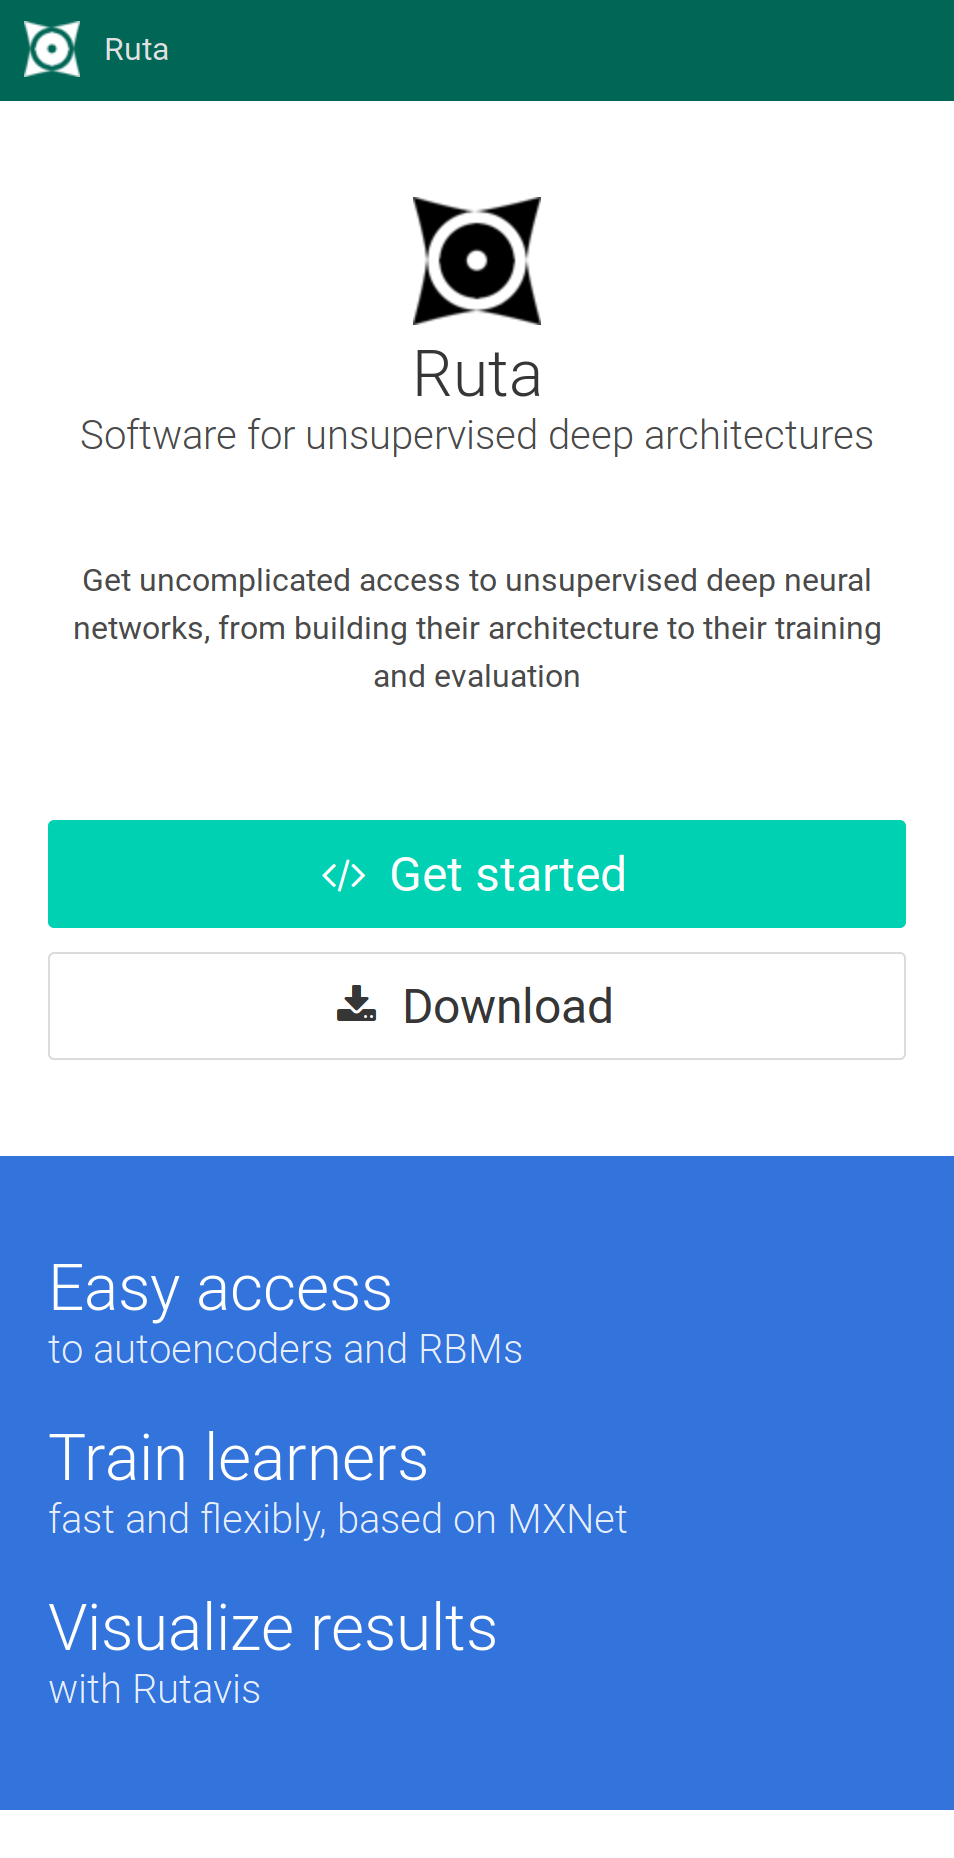 Ruta
Ruta
Software for unsupervised deep architectures
Get uncomplicated access to unsupervised deep neural
networks, from building their architecture to their training
and evaluation
Get started
Download
Easy access
to autoencoders and RBMs
Train learners
fast and flexibly, based on MXNet
Visualize results
with Rutavis